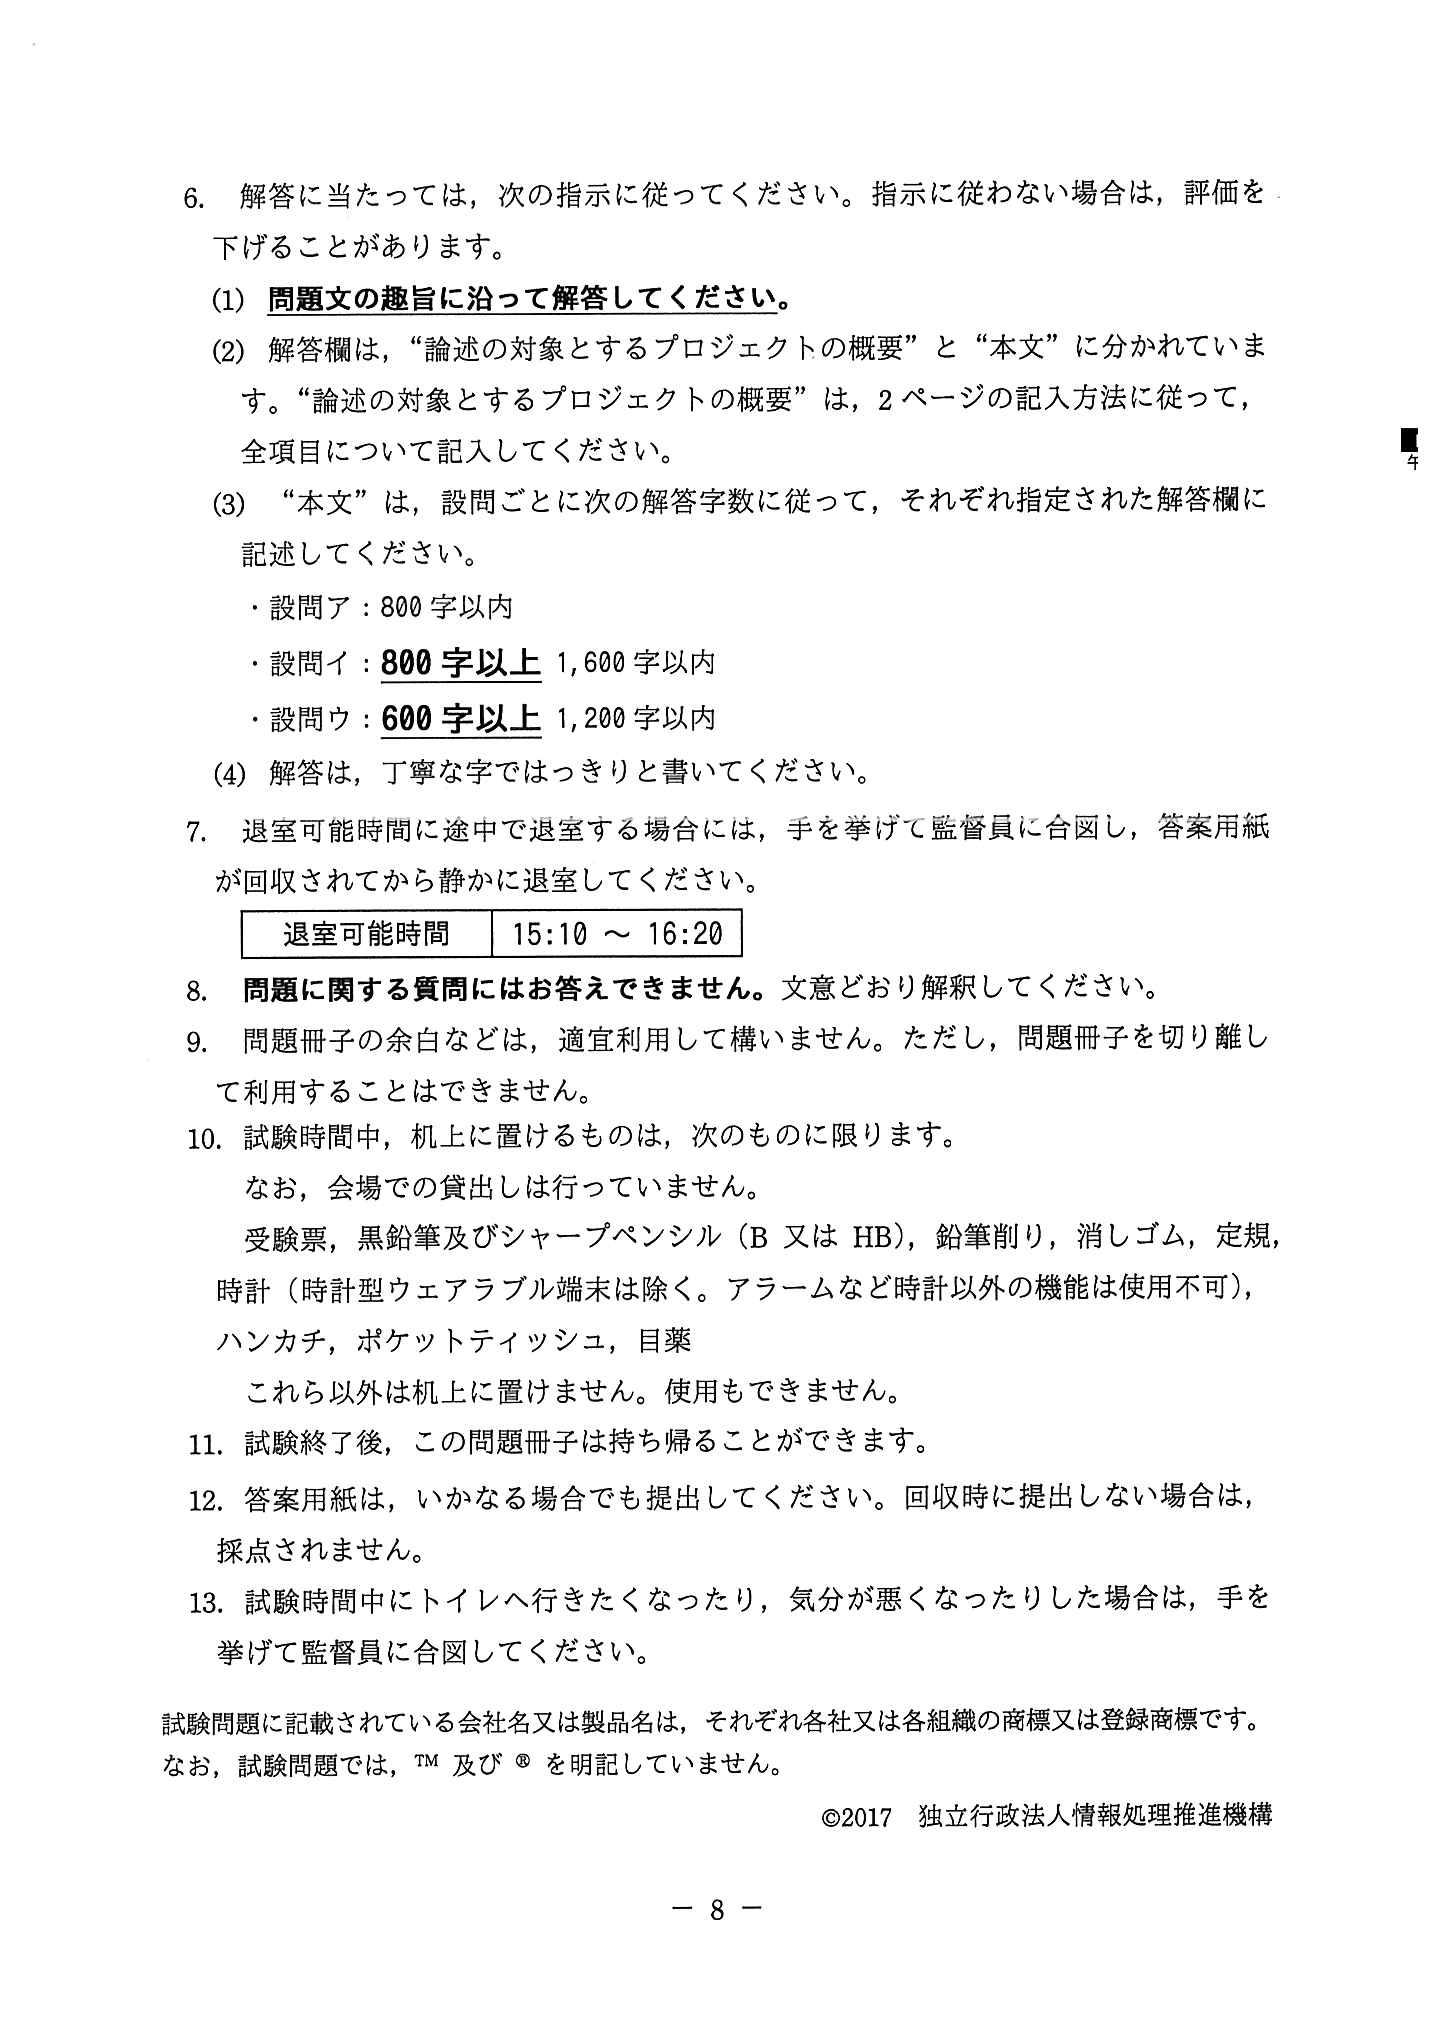 6. 解答に当たっては，次の指示に従ってください。指示に従わない場合は，評価を
下げることがあります。
(1) 問題文の趣旨に沿って解答してください。
(2) 解答欄は，“論述の対象とするプロジェクトの概要”と“本文”に分かれていま
す。“論述の対象とするプロジェクトの概要”は，2 ページの記入方法に従って，
全項目について記入してください。
(3) “本文”は，設問ごとに次の解答字数に従って，それぞれ指定された解答欄に
記述してください。
・設問ア：800 字以内
・設問イ：800 字以上 1,600 字以内
・設問ウ：600 字以上 1,200 字以内
(4) 解答は，丁寧な字ではっきりと書いてください。
7. 退室可能時間に途中で退室する場合には，手を挙げて監督員に合図し，答案用紙
が回収されてから静かに退室してください。
退室可能時間 15:10 ～ 16:20
8. 問題に関する質問にはお答えできません。文意どおり解釈してください。
9. 問題冊子の余白などは，適宜利用して構いません。ただし，問題冊子を切り離し
て利用することはできません。
10. 試験時間中，机上に置けるものは，次のものに限ります。
なお，会場での貸出しは行っていません。
受験票，黒鉛筆及びシャープペンシル（B 又は HB），鉛筆削り，消しゴム，定規，
時計（時計型ウェアラブル端末は除く。アラームなど時計以外の機能は使用不可），
ハンカチ，ポケットティッシュ，目薬
これら以外は机上に置けません。使用もできません。
11. 試験終了後，この問題冊子は持ち帰ることができます。
12. 答案用紙は，いかなる場合でも提出してください。回収時に提出しない場合は，
採点されません。
13. 試験時間中にトイレへ行きたくなったり，気分が悪くなったりした場合は，手を
挙げて監督員に合図してください。
試験問題に記載されている会社名又は製品名は，それぞれ各社又は各組織の商標又は登録商標です。
なお，試験問題では，™ 及び ® を明記していません。
©2017 独立行政法人情報処理推進機構
－ 8 －